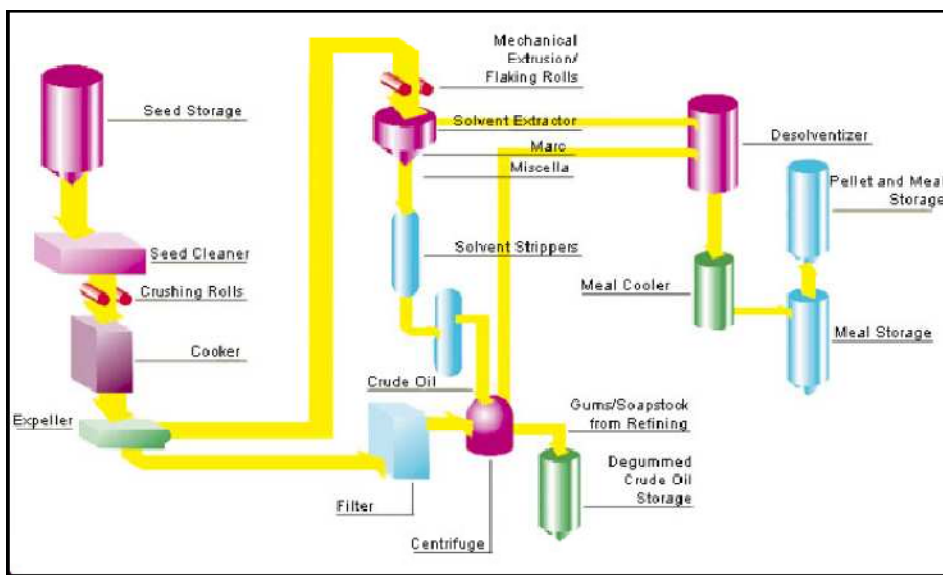 Mechanical
Extrusion/
Flaking Rolls
Seed Storage
Solvent Extractor
Marc
Miscella
Desolventizer
Pellet and Meal
Storage
Seed Cleaner
Solvent Strippers
Crushing Rolls
Meal Cooler
Meal Storage
Cooker
Crude Oil
Expeller
Gums/Soapstock
from Refining
Degummed
Crude Oil
Storage
Filter
Centrifuge